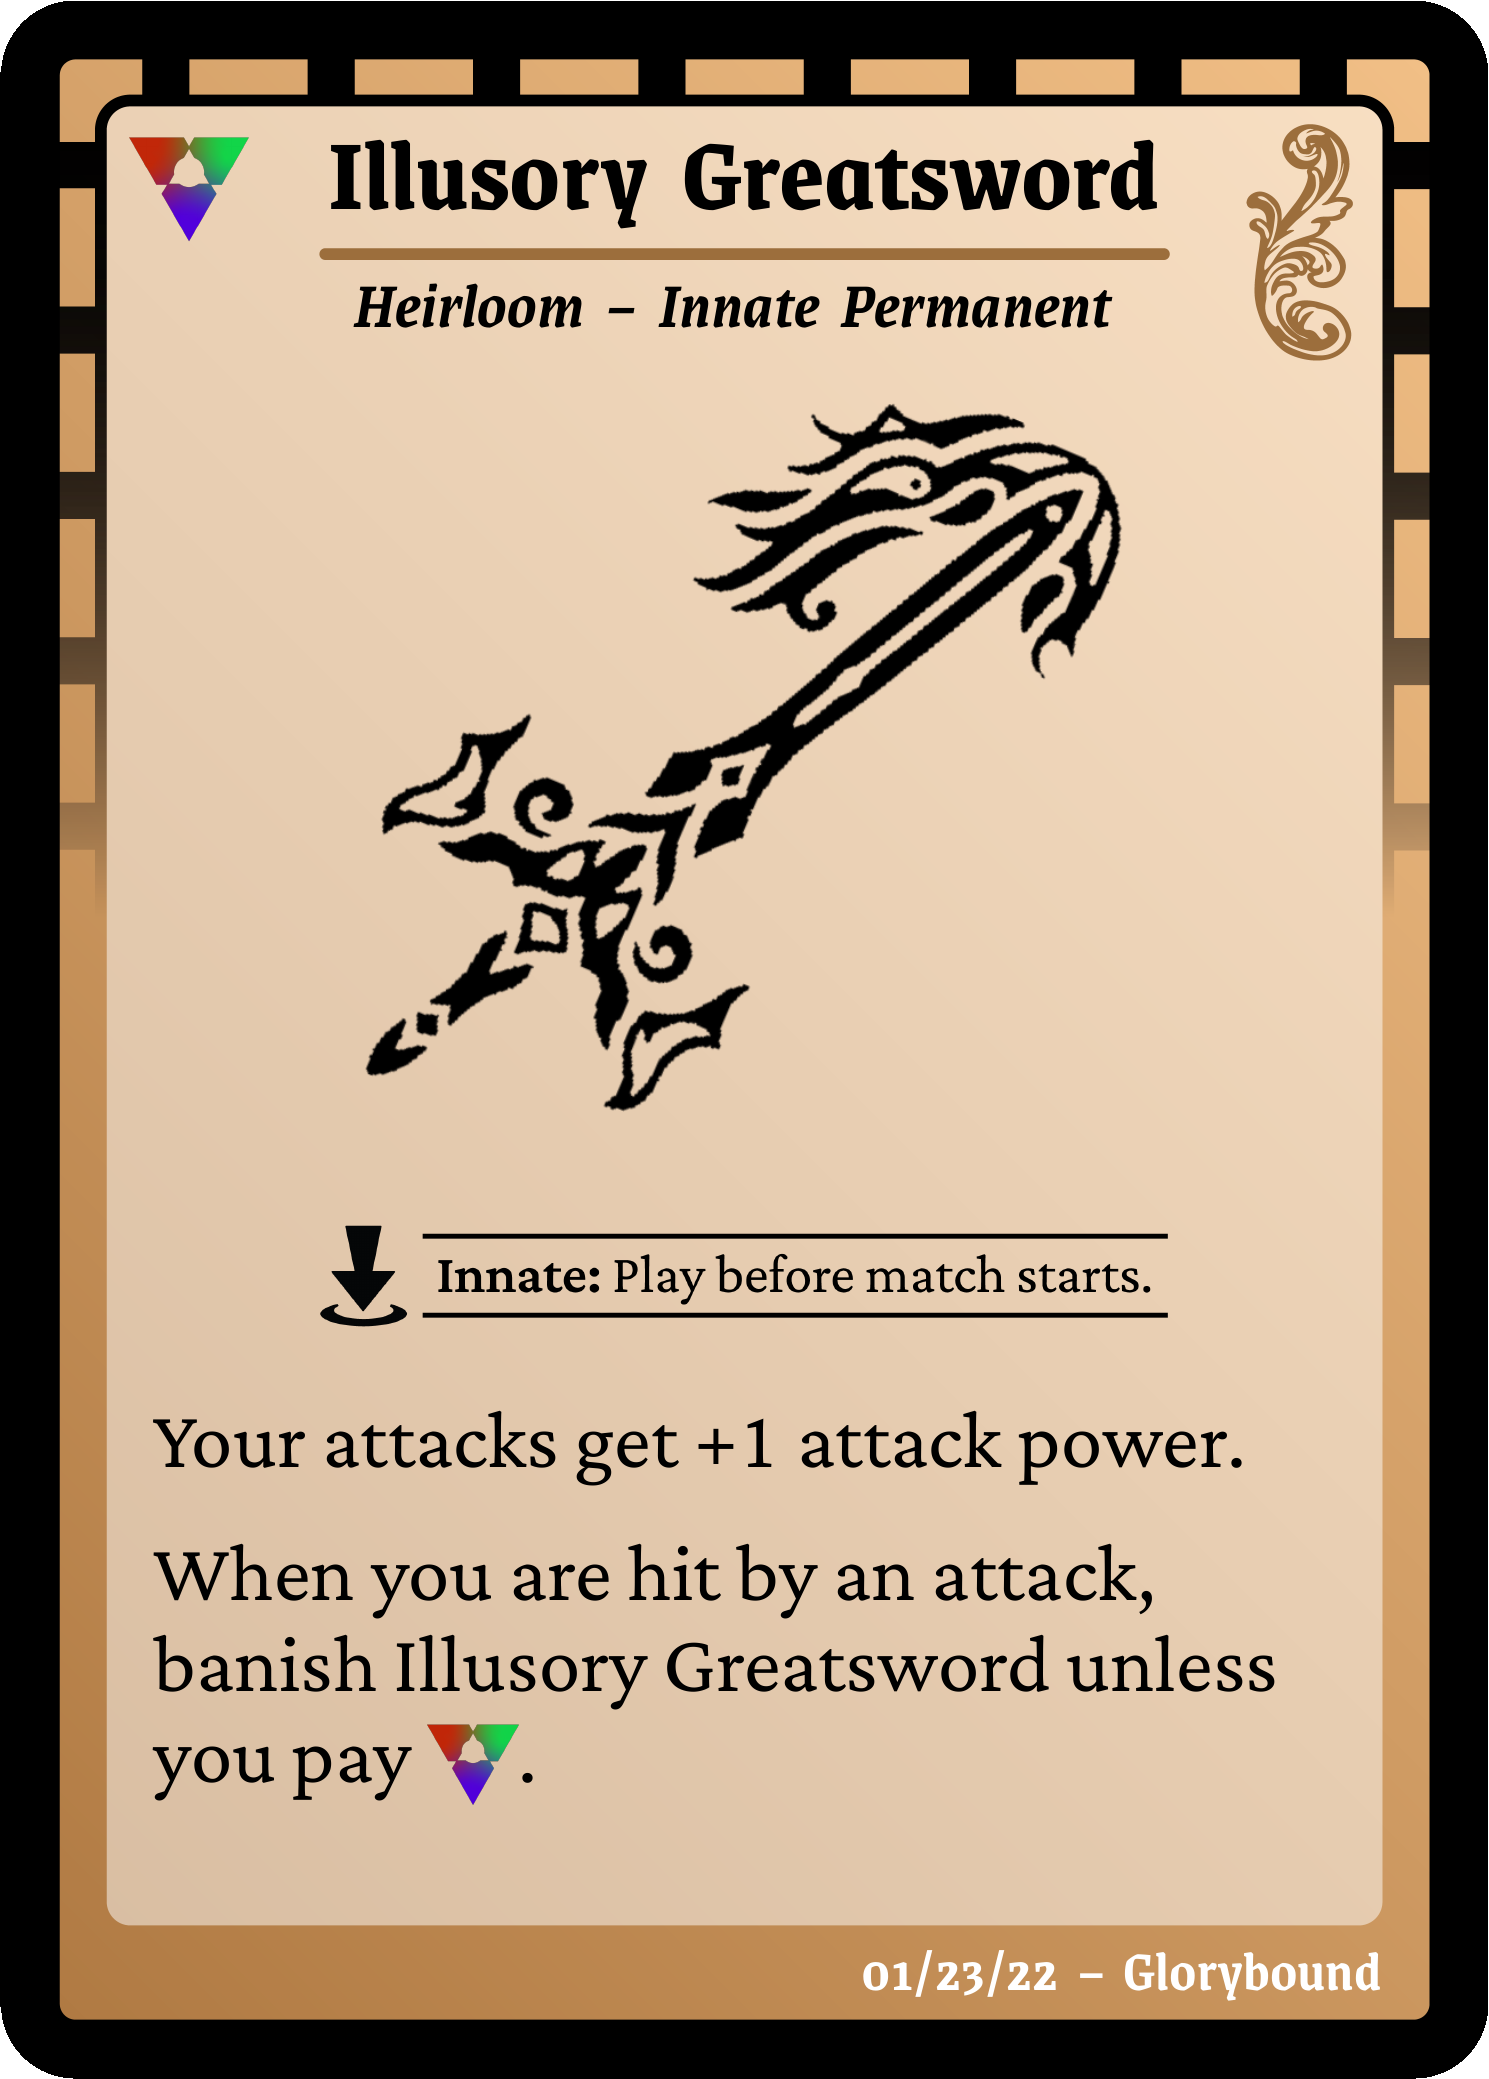 Illusory Greatsword
Heirloom – Innate Permanent
Innate: Play before match starts.
Your attacks get +1 attack power.
When you are hit by an attack,
banish Illusory Greatsword unless
you pay .
01/23/22 – Glorybound